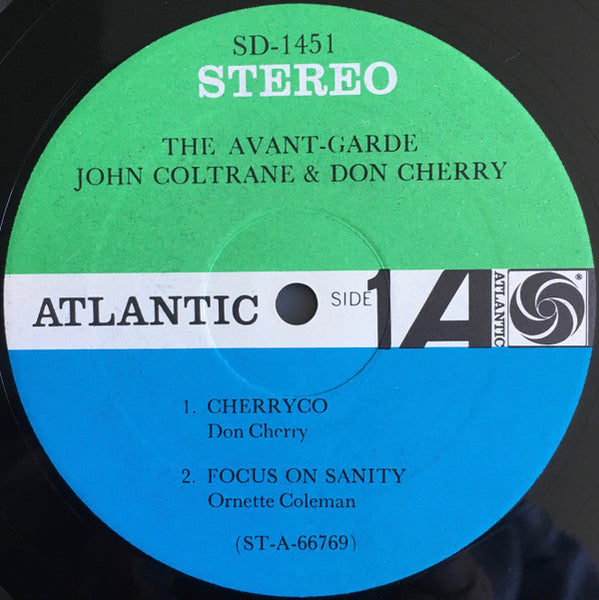 SD-1451
STEREO
THE AVANT-GARDE
JOHN COLTRANE & DON CHERRY
ATLANTIC SIDE 1 A ATLANTIC ®
1. CHERRYCO
Don Cherry
2. FOCUS ON SANITY
Ornette Coleman
(ST-A-66769)